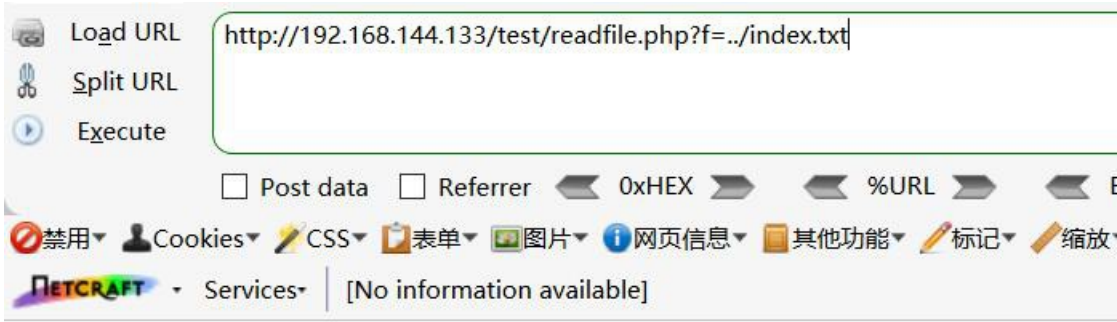 Load URL
http://192.168.144.133/test/readfile.php?f=../index.txt
Split URL
Execute
Post data Referrer 0xHEX %URL
禁用 Cookies CSS 表单 图片 网页信息 其他功能 标记 缩放
NETCRAFT Services [No information available]